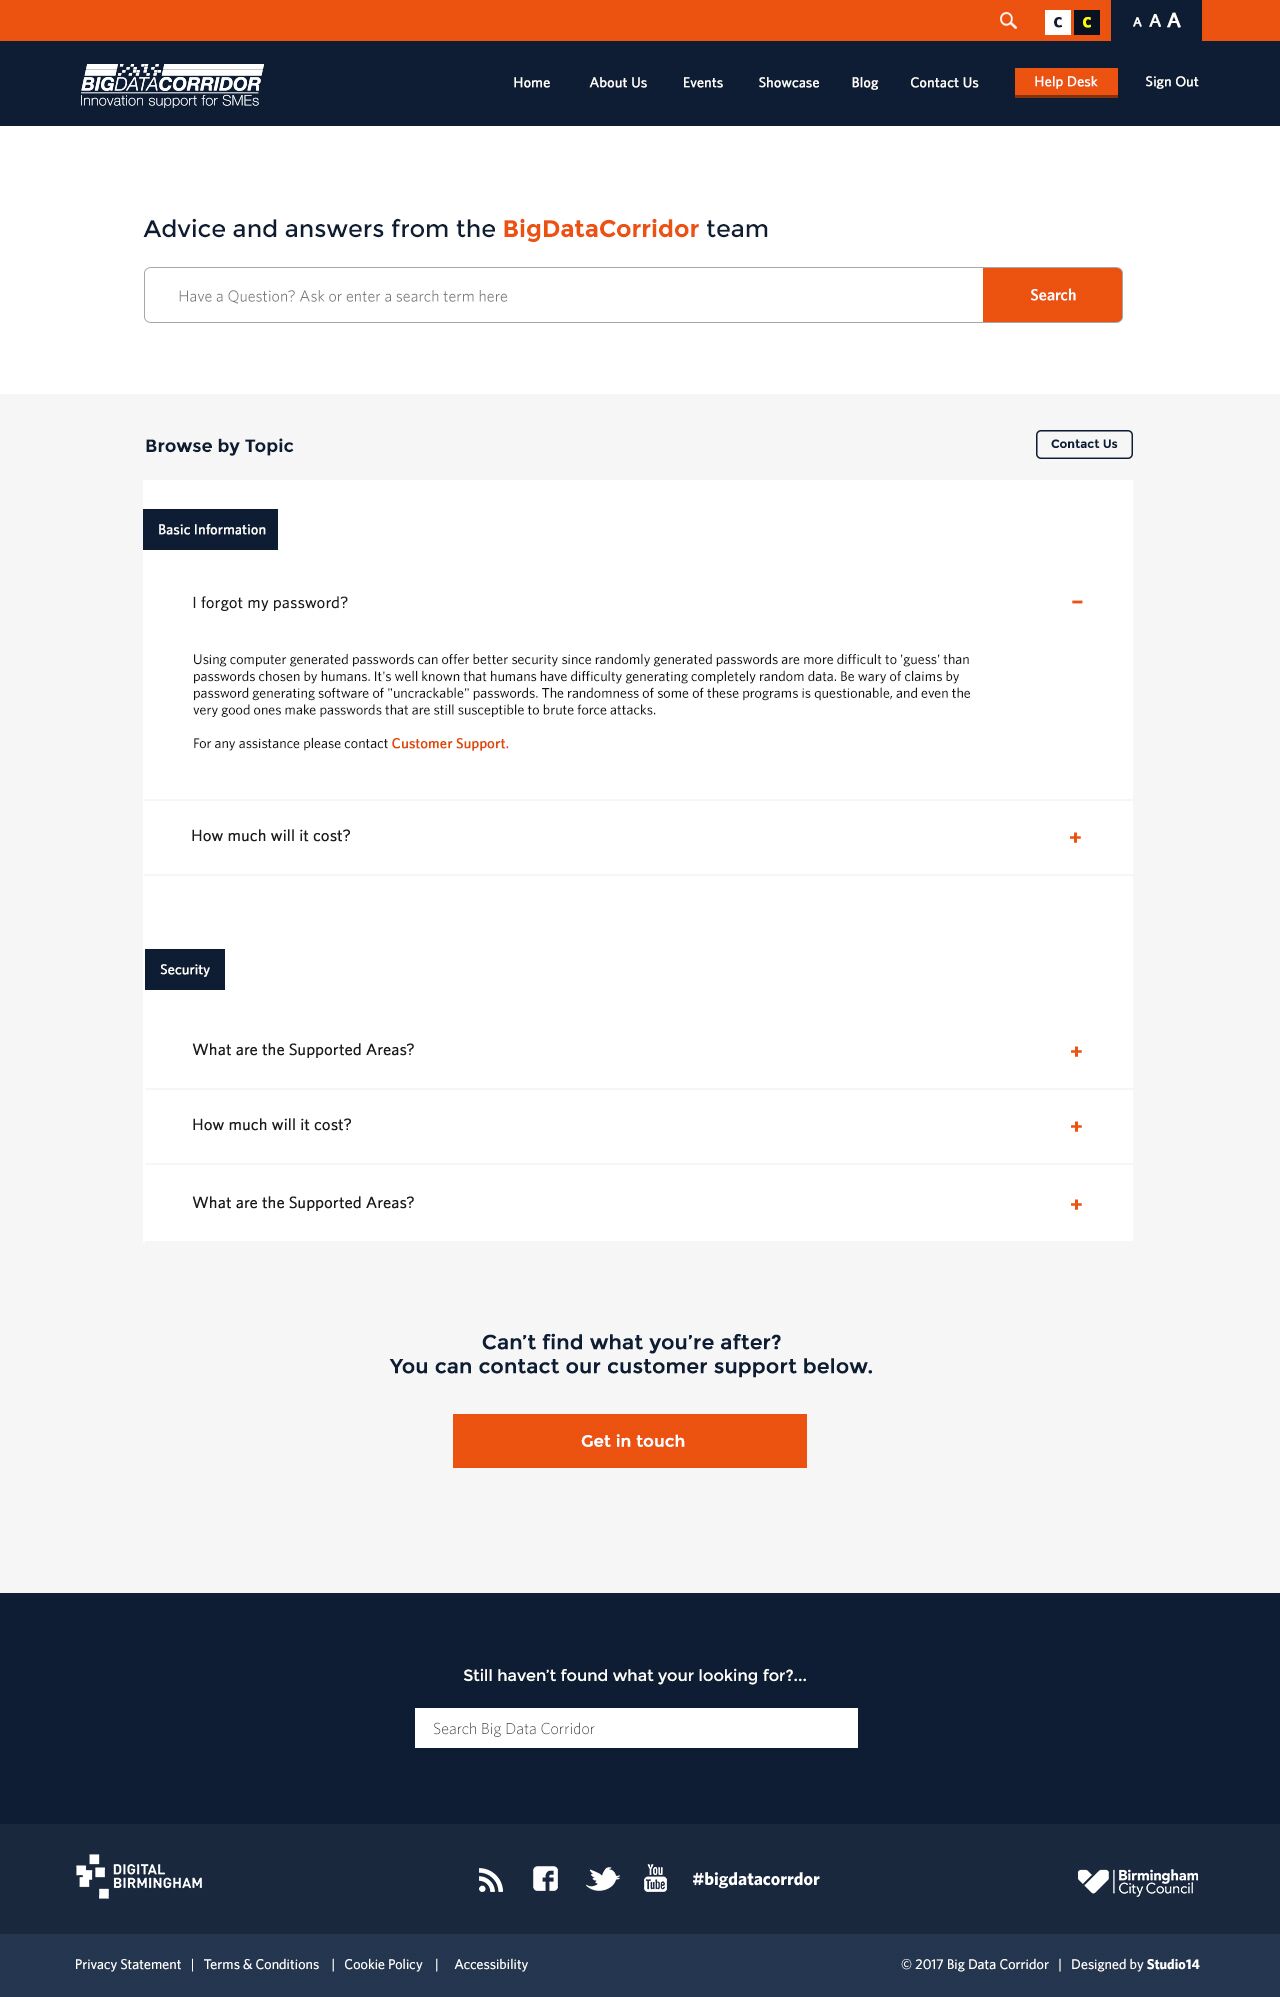 C C A A A
BIGDATACORRIDOR
Innovation support for SMEs
Home About Us Events Showcase Blog Contact Us Help Desk Sign Out
Advice and answers from the BigDataCorridor team
Have a Question? Ask or enter a search term here
Search
Browse by Topic
Contact Us
Basic Information
I forgot my password?
Using computer generated passwords can offer better security since randomly generated passwords are more difficult to 'guess' than
passwords chosen by humans. It's well known that humans have difficulty generating completely random data. Be wary of claims by
password generating software of "uncrackable" passwords. The randomness of some of these programs is questionable, and even the
very good ones make passwords that are still susceptible to brute force attacks.
For any assistance please contact Customer Support.
How much will it cost?
Security
What are the Supported Areas?
How much will it cost?
What are the Supported Areas?
Can’t find what you’re after?
You can contact our customer support below.
Get in touch
Still haven’t found what your looking for?...
Search Big Data Corridor
DIGITAL
BIRMINGHAM
You
Tube
#bigdatacorrdor
Birmingham
City Council
Privacy Statement | Terms & Conditions | Cookie Policy | Accessibility
© 2017 Big Data Corridor | Designed by Studio14